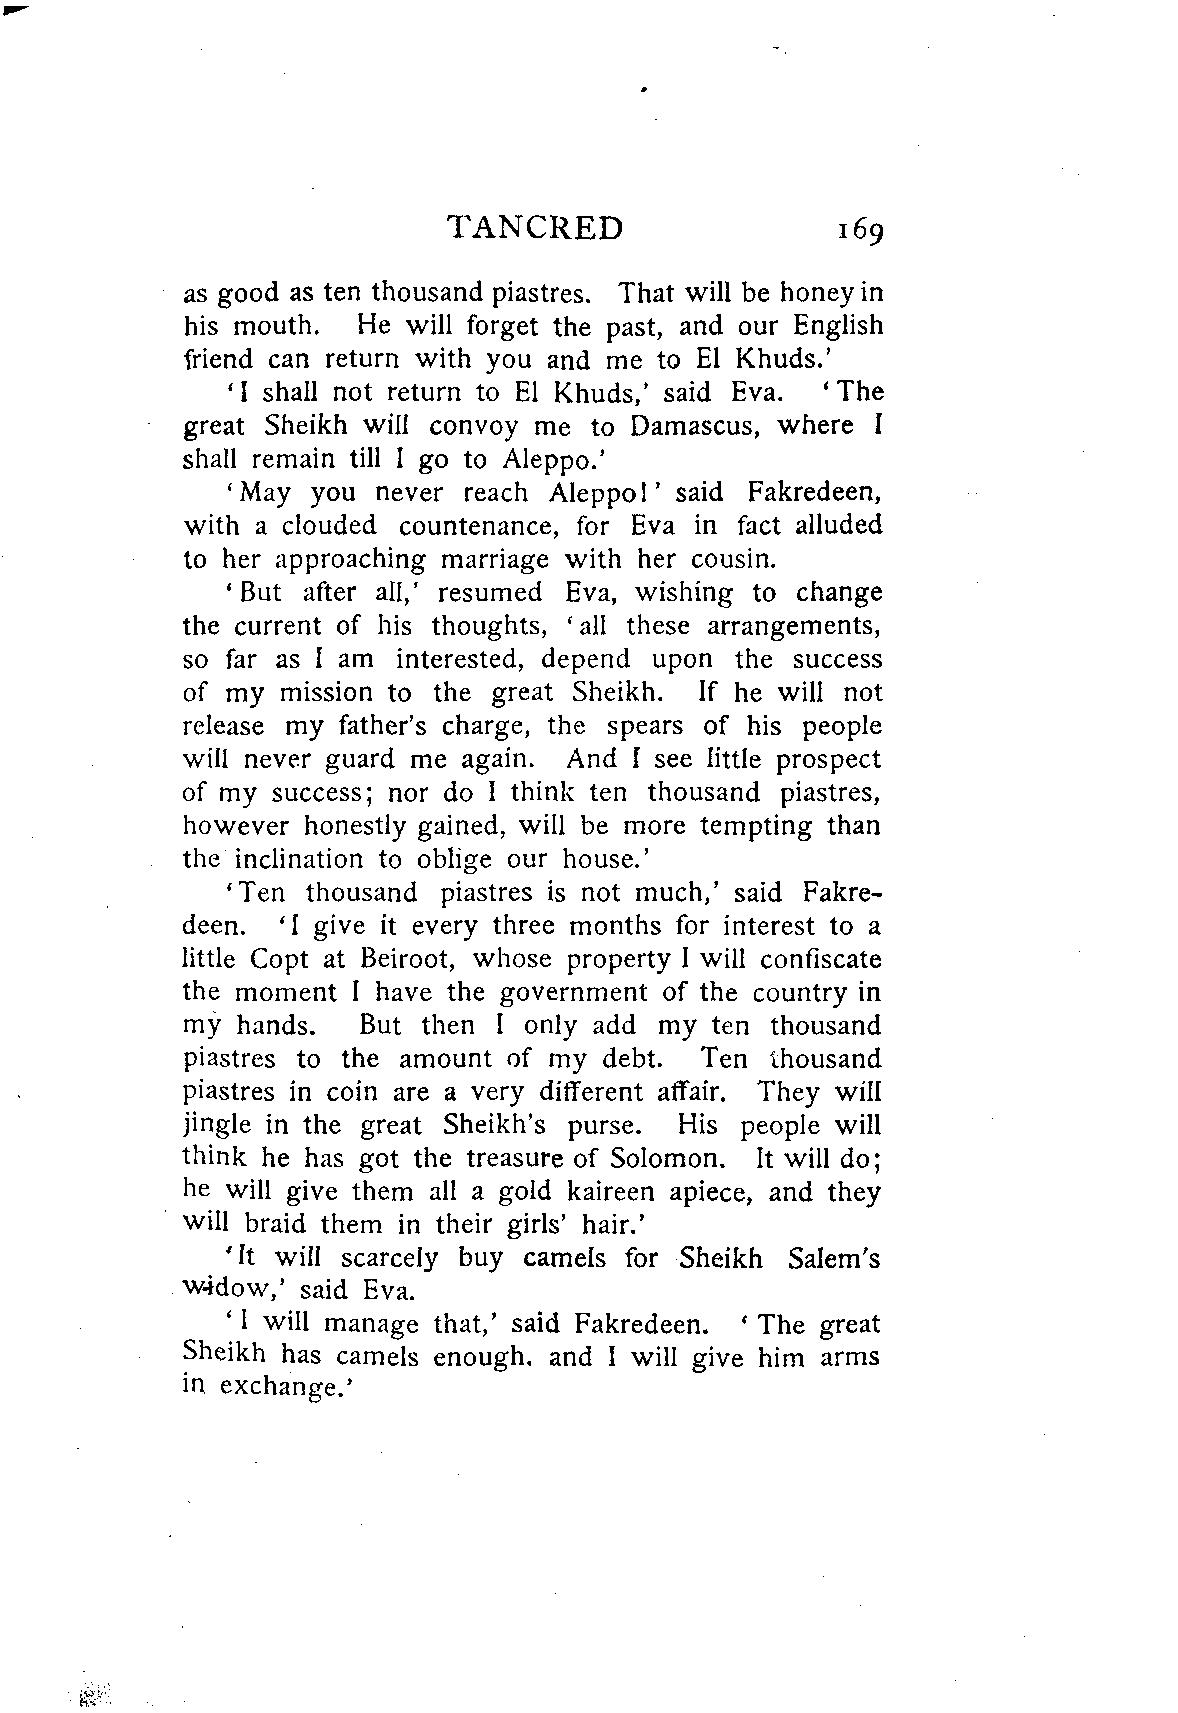 TANCRED 169
as good as ten thousand piastres. That will be honey in
his mouth. He will forget the past, and our English
friend can return with you and me to El Khuds.'
'I shall not return to El Khuds,' said Eva. 'The
great Sheikh will convoy me to Damascus, where I
shall remain till I go to Aleppo.'
'May you never reach Aleppo!' said Fakredeen,
with a clouded countenance, for Eva in fact alluded
to her approaching marriage with her cousin.
'But after all,' resumed Eva, wishing to change
the current of his thoughts, 'all these arrangements,
so far as I am interested, depend upon the success
of my mission to the great Sheikh. If he will not
release my father's charge, the spears of his people
will never guard me again. And I see little prospect
of my success; nor do I think ten thousand piastres,
however honestly gained, will be more tempting than
the inclination to oblige our house.'
'Ten thousand piastres is not much,' said Fakre-
deen. 'I give it every three months for interest to a
little Copt at Beiroot, whose property I will confiscate
the moment I have the government of the country in
my hands. But then I only add my ten thousand
piastres to the amount of my debt. Ten thousand
piastres in coin are a very different affair. They will
jingle in the great Sheikh's purse. His people will
think he has got the treasure of Solomon. It will do;
he will give them all a gold kaireen apiece, and they
will braid them in their girls' hair.'
'It will scarcely buy camels for Sheikh Salem's
widow,' said Eva.
'I will manage that,' said Fakredeen. 'The great
Sheikh has camels enough, and I will give him arms
in exchange.'